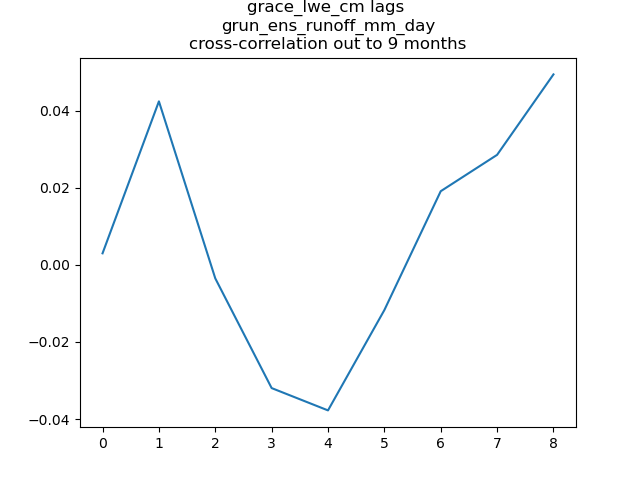 grace_lwe_cm lags
grun_ens_runoff_mm_day
cross-correlation out to 9 months
0.04
0.02
0.00
−0.02
−0.04
0 1 2 3 4 5 6 7 8